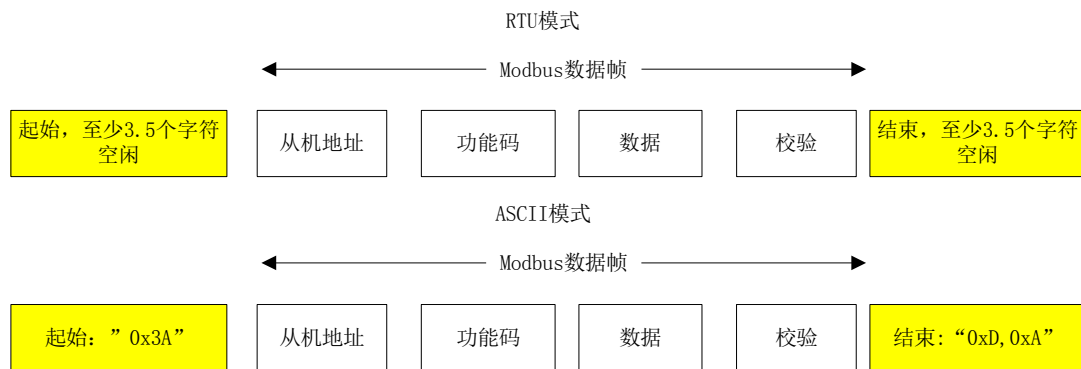 RTU模式
Modbus数据帧
起始，至少3.5个字符
空闲
从机地址
功能码
数据
校验
结束，至少3.5个字符
空闲
ASCII模式
Modbus数据帧
起始：”0x3A”
从机地址
功能码
数据
校验
结束:“0xD,0xA”